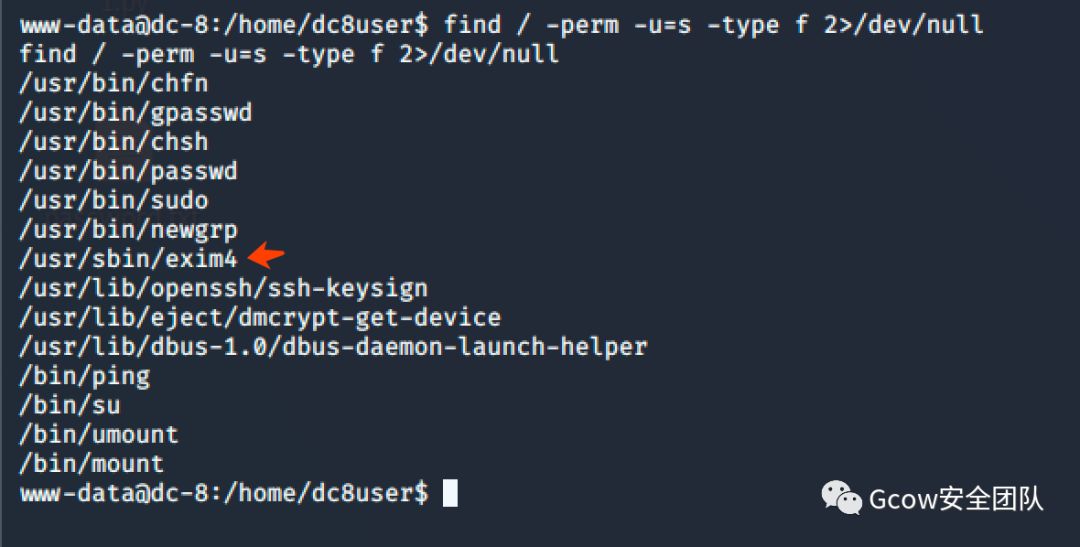 www-data@dc-8:/home/dc8user$ find / -perm -u=s -type f 2>/dev/null
find / -perm -u=s -type f 2>/dev/null
/usr/bin/chfn
/usr/bin/gpasswd
/usr/bin/chsh
/usr/bin/passwd
/usr/bin/sudo
/usr/bin/newgrp
/usr/sbin/exim4
/usr/lib/openssh/ssh-keysign
/usr/lib/eject/dmcrypt-get-device
/usr/lib/dbus-1.0/dbus-daemon-launch-helper
/bin/ping
/bin/su
/bin/umount
/bin/mount
www-data@dc-8:/home/dc8user$
Gcow安全团队